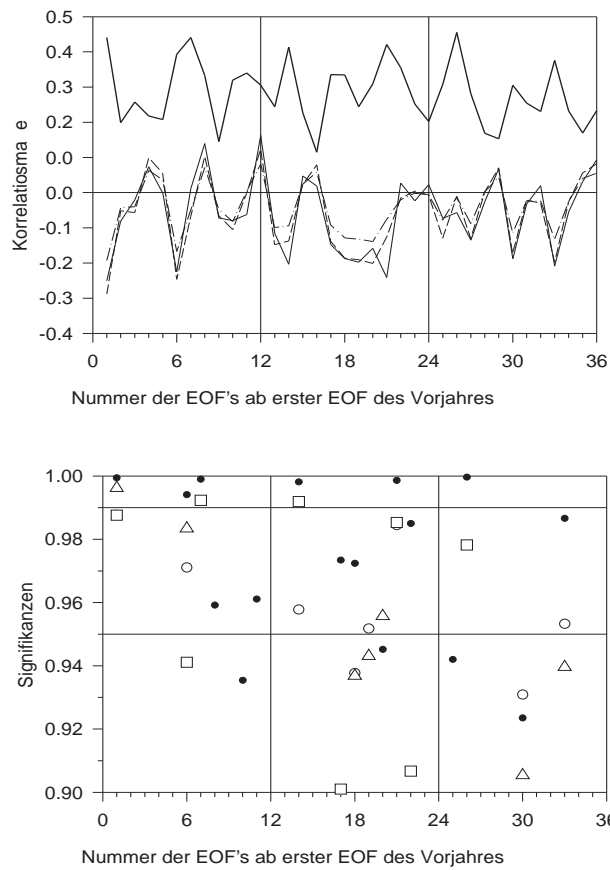 0.5
0.4
0.3
0.2
0.0
0.0
-0.1
-0.2
-0.3
-0.4
Korrelatiosma e
0 6 12 18 24 30 36
Nummer der EOF's ab erster EOF des Vorjahres
1.00
0.98
0.96
0.94
0.92
0.90
Signifikanzen
0 6 12 18 24 30 36
Nummer der EOF's ab erster EOF des Vorjahres